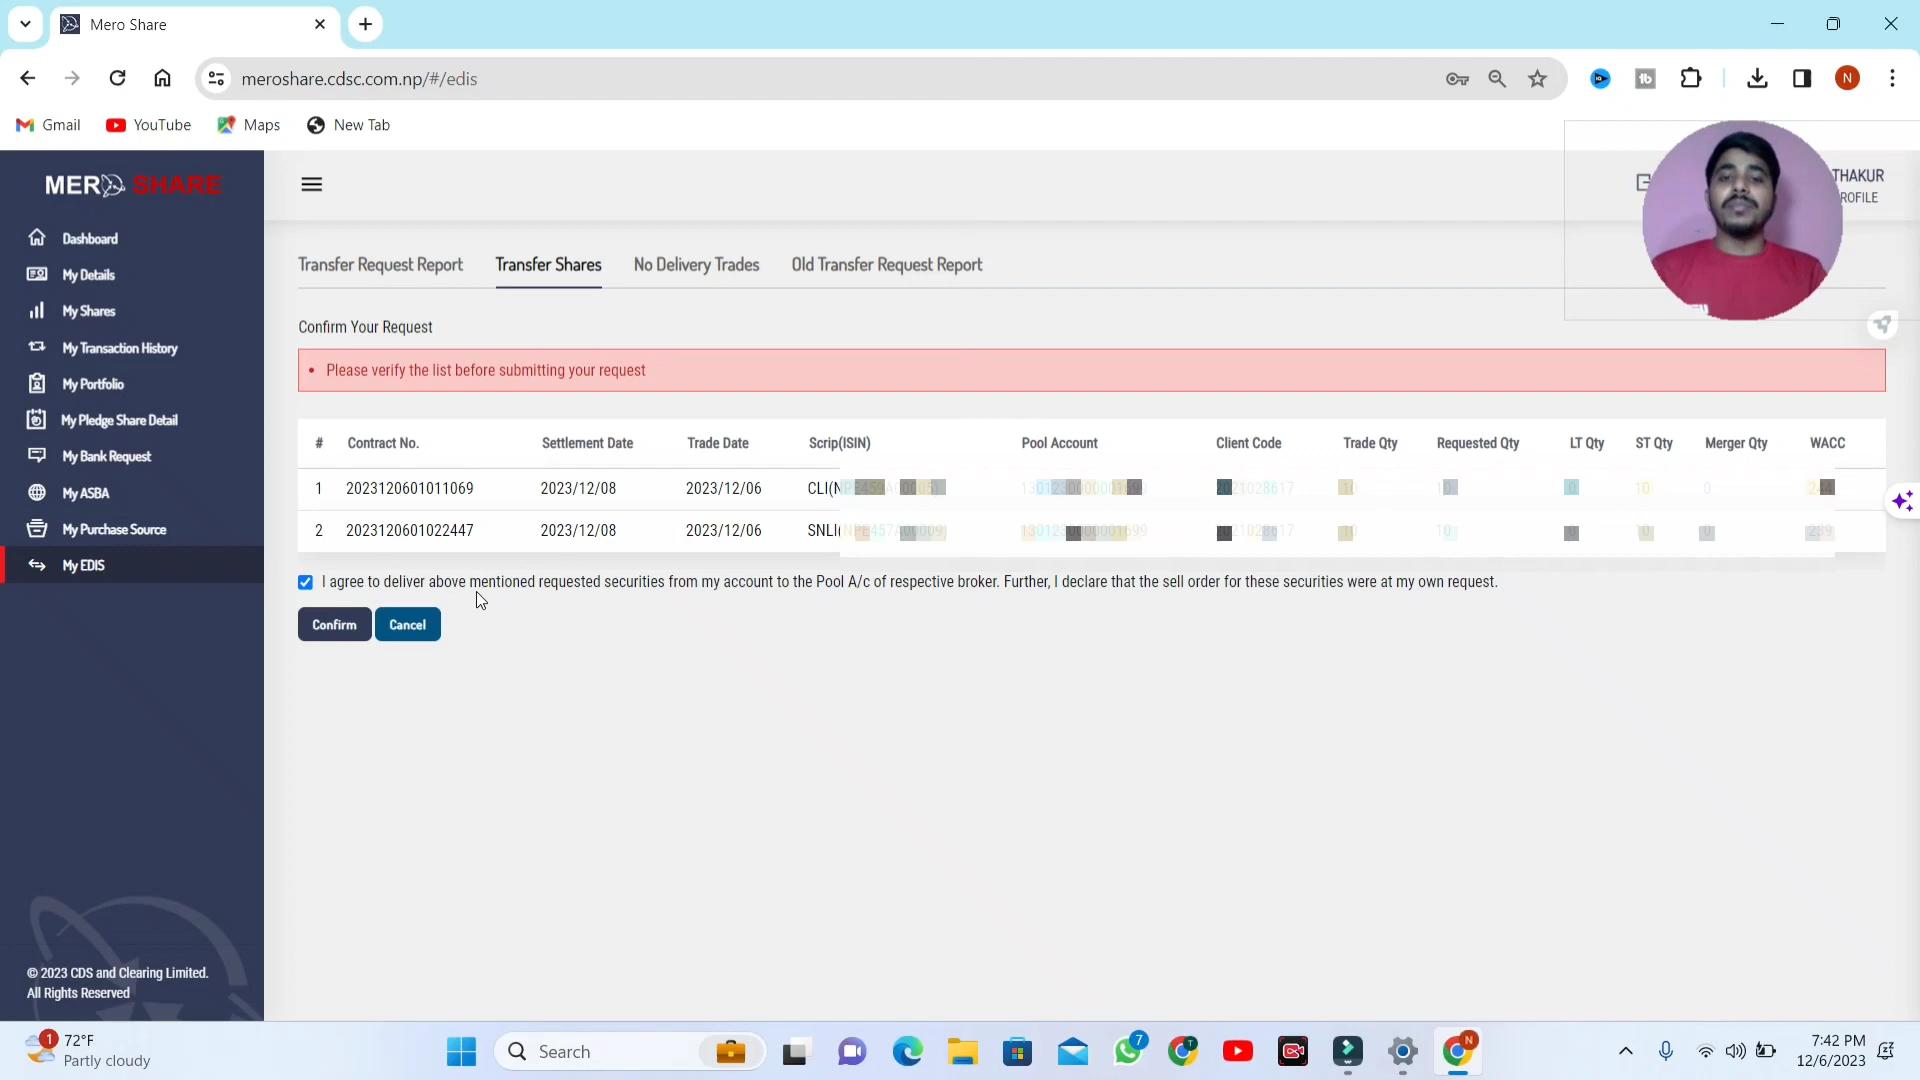 Mero Share
meroshare.cdsc.com.np/#/edis
Gmail YouTube Maps New Tab
MERO SHARE
THAKUR
Dashboard
My Details
My Shares
My Transaction History
My Portfolio
My Pledge Share Detail
My Bank Request
My ASBA
My Purchase Source
My EDIS
© 2023 CDS and Clearing Limited.
All Rights Reserved
Transfer Request Report Transfer Shares No Delivery Trades Old Transfer Request Report
Confirm Your Request
• Please verify the list before submitting your request
# Contract No. Settlement Date Trade Date Scrip(ISIN) Pool Account Client Code Trade Qty Requested Qty LT Qty ST Qty Merger Qty WACC
1 2023120601011069 2023/12/08 2023/12/06 CLI(
2 2023120601022447 2023/12/08 2023/12/06 SNLI(
I agree to deliver above mentioned requested securities from my account to the Pool A/c of respective broker. Further, I declare that the sell order for these securities were at my own request.
Confirm Cancel
1 72°F
Partly cloudy
Search
7
N
7:42 PM
12/6/2023